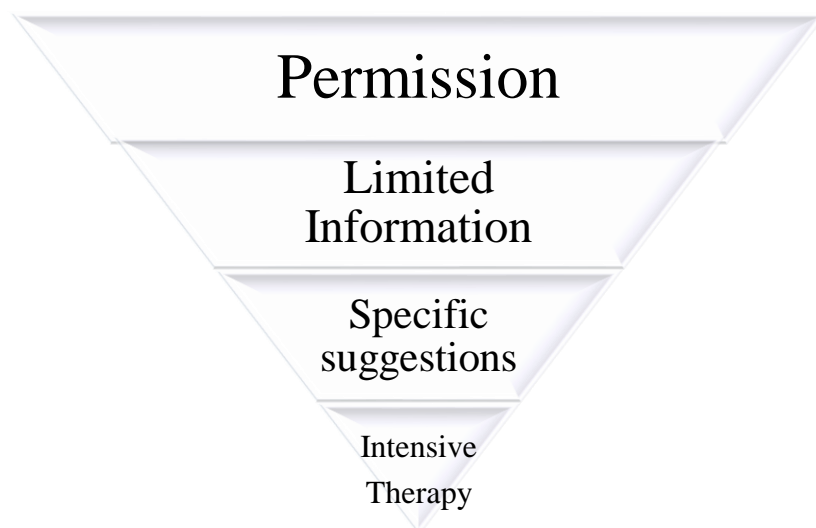 Permission
Limited
Information
Specific
suggestions
Intensive
Therapy